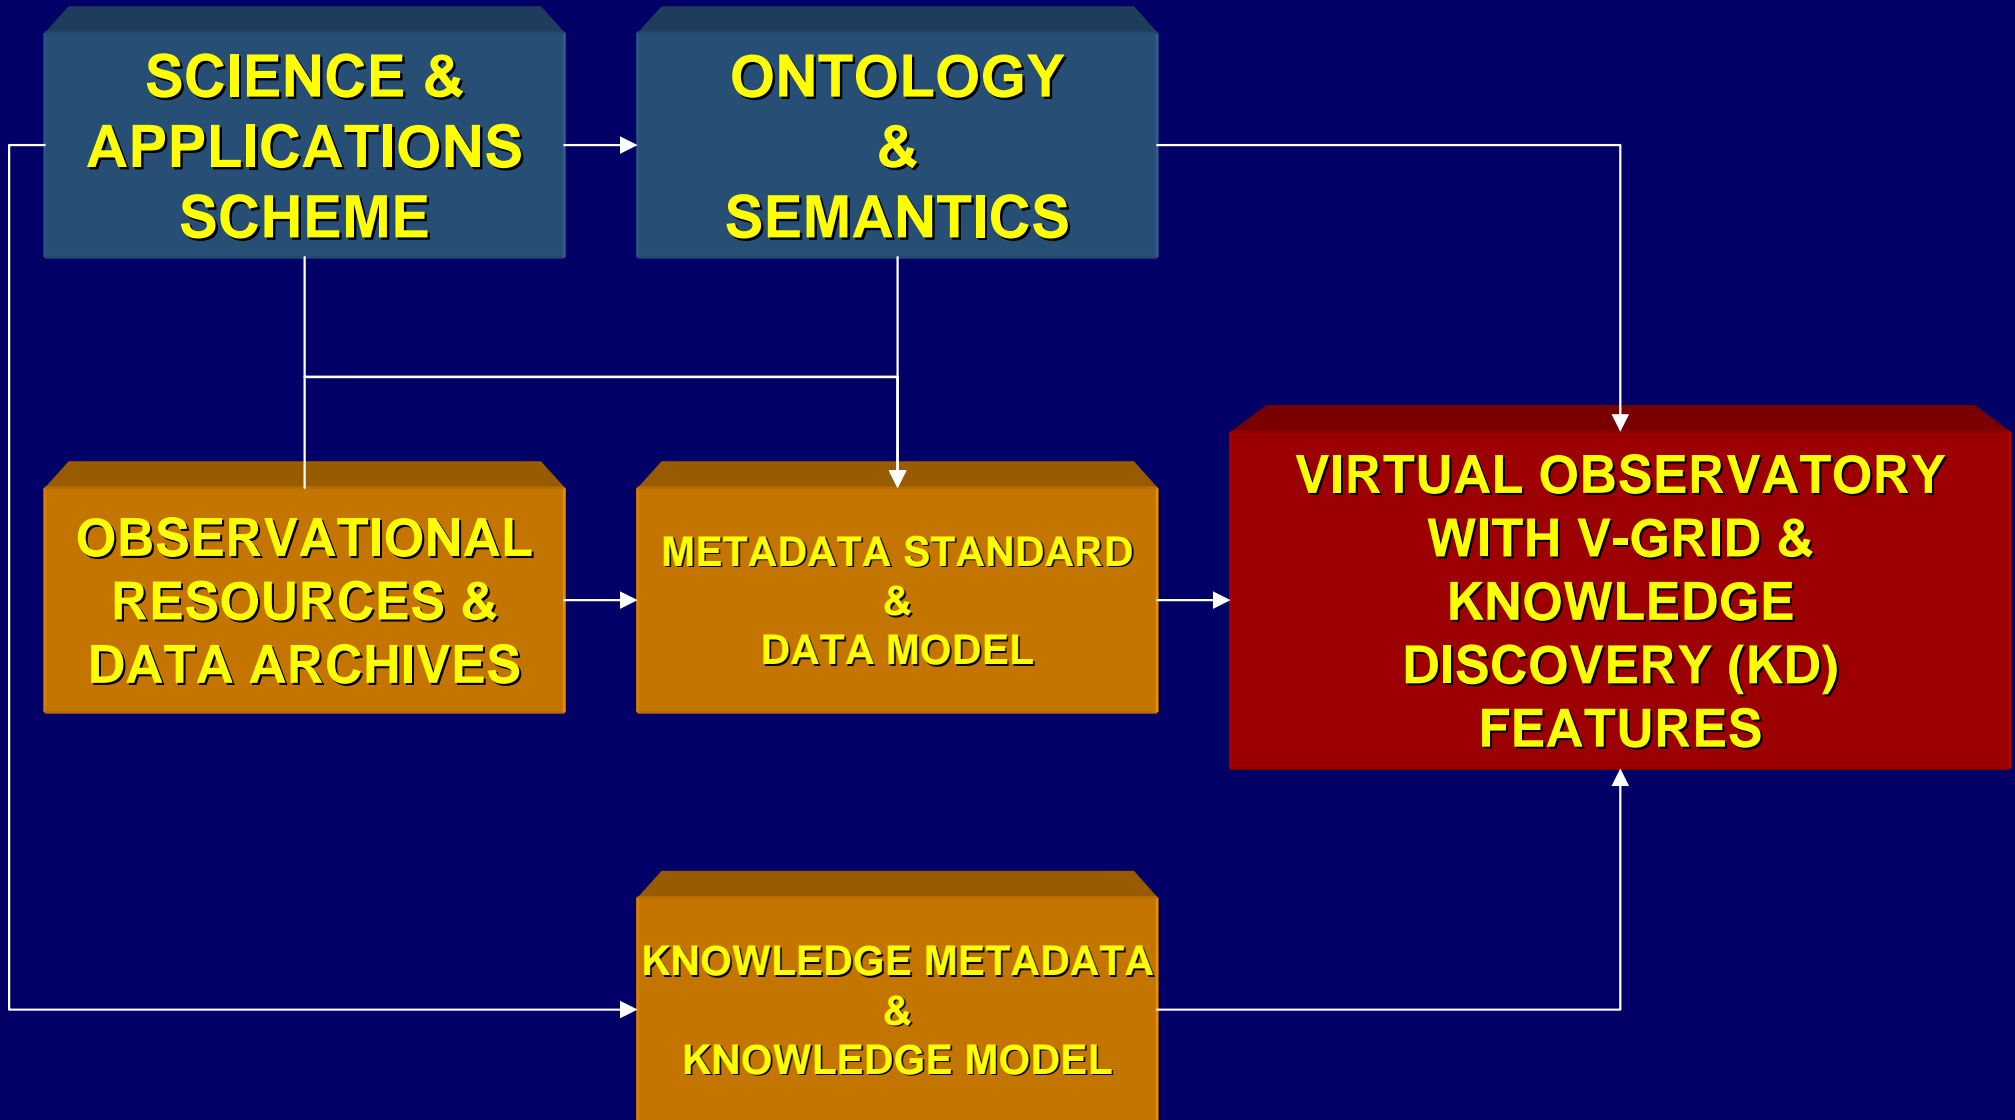 SCIENCE &
APPLICATIONS
SCHEME
ONTOLOGY
&
SEMANTICS
OBSERVATIONAL
RESOURCES &
DATA ARCHIVES
METADATA STANDARD
&
DATA MODEL
VIRTUAL OBSERVATORY
WITH V-GRID &
KNOWLEDGE
DISCOVERY (KD)
FEATURES
KNOWLEDGE METADATA
&
KNOWLEDGE MODEL